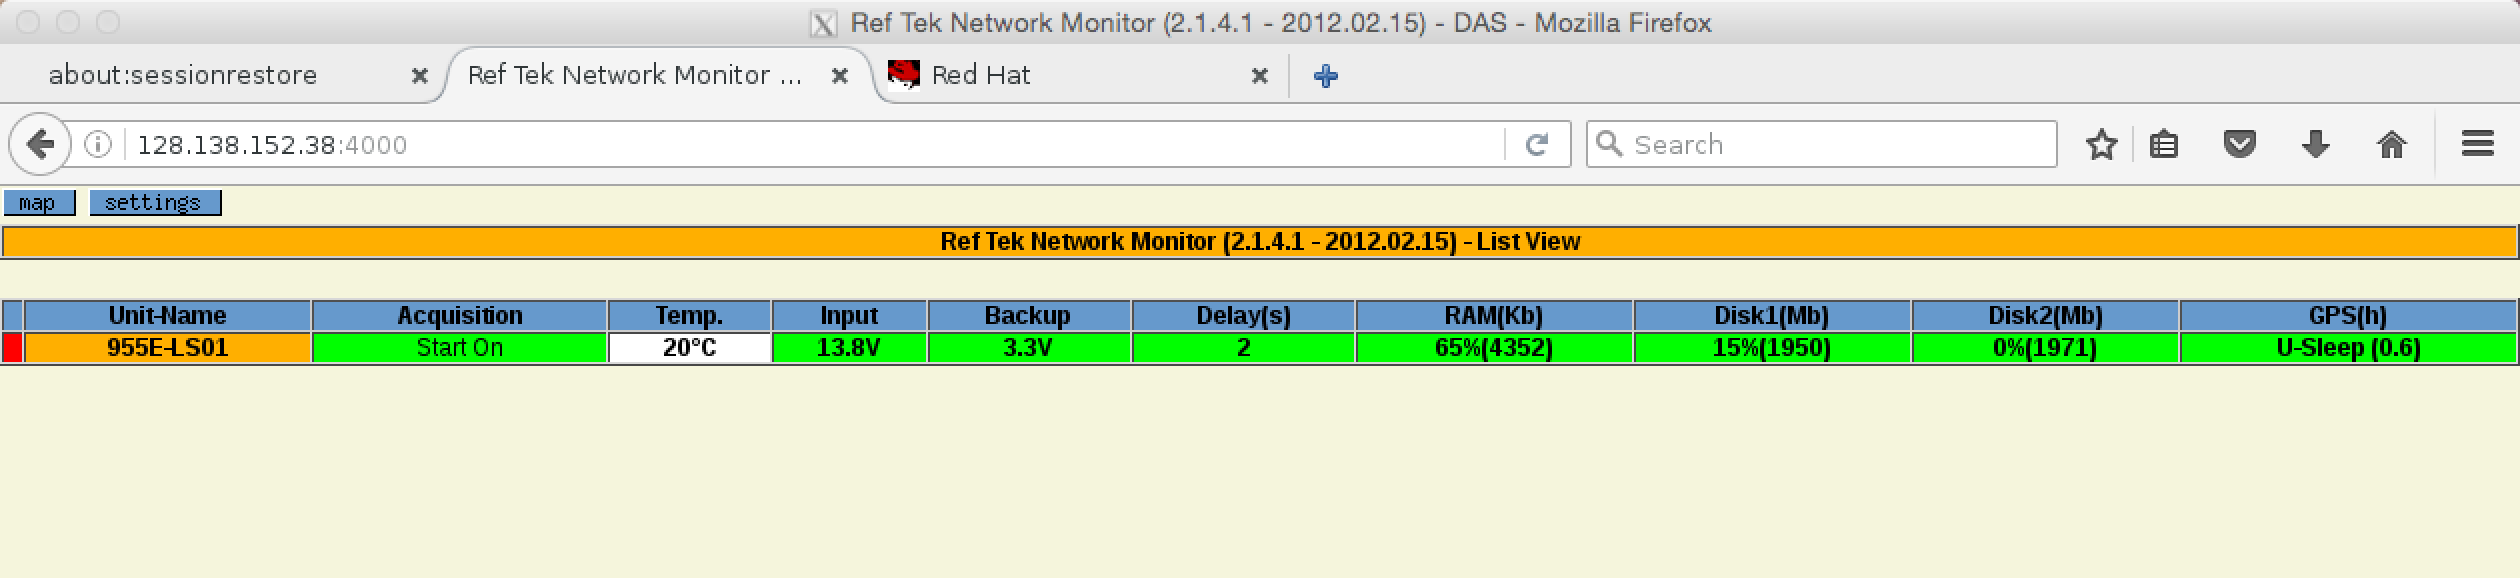 Ref Tek Network Monitor (2.1.4.1 - 2012.02.15) - DAS - Mozilla Firefox
about:sessionrestore Ref Tek Network Monitor ... Red Hat
128.138.152.38:4000 Search
map settings
Ref Tek Network Monitor (2.1.4.1 - 2012.02.15) - List View
Unit-Name Acquisition Temp. Input Backup Delay(s) RAM(Kb) Disk1(Mb) Disk2(Mb) GPS(h)
955E-LS01 Start On 20°C 13.8V 3.3V 2 65%(4352) 15%(1950) 0%(1971) U-Sleep (0.6)